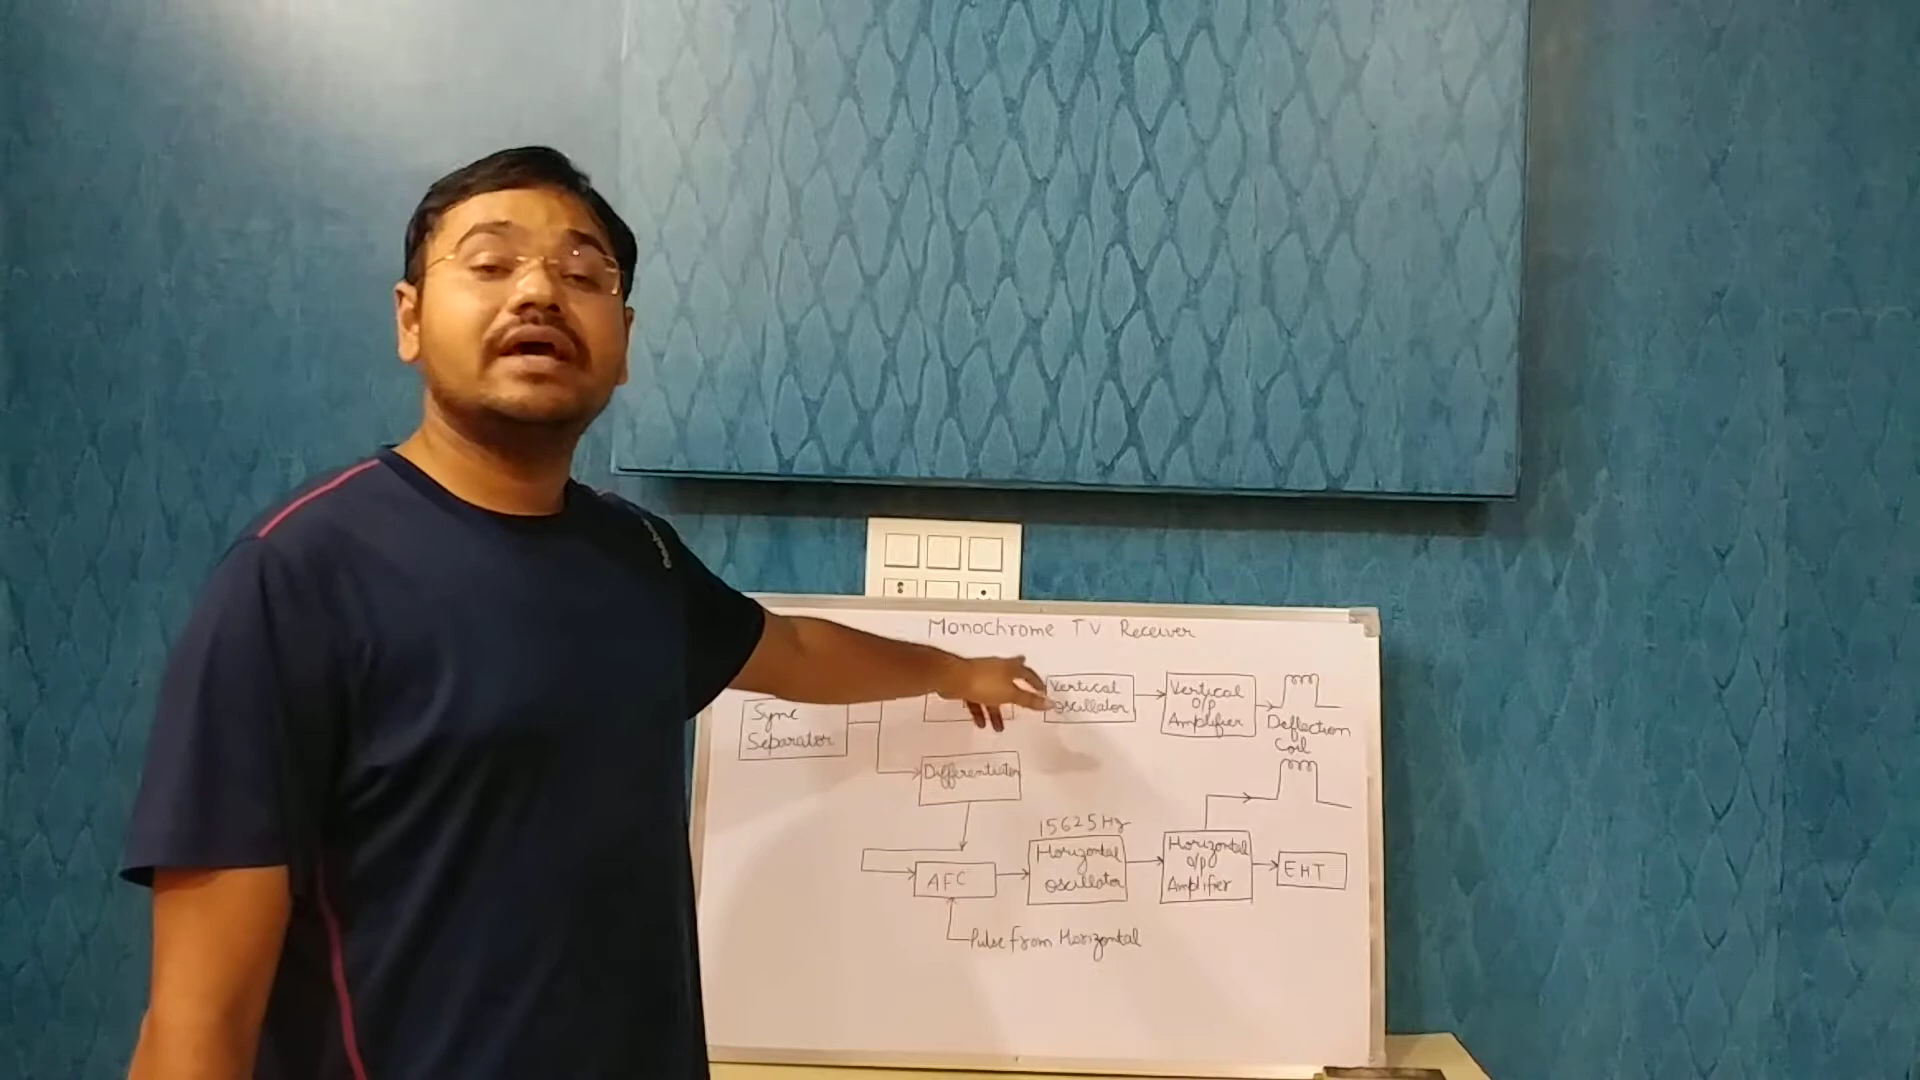 Monochrome TV Receiver
Sync
Separator
Vertical
Oscillator
Vertical
O/P
Amplifier
Deflection
Coil
Differentiator
15625Hz
AFC
Horizontal
Oscillator
Horizontal
O/P
Amplifier
EHT
Pulse from Horizontal